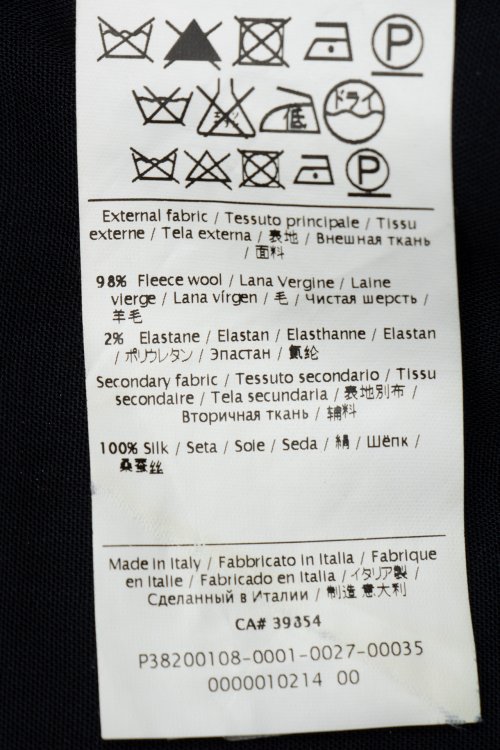 P
エンソ
低
ドライ
P
External fabric / Tessuto principale / Tissu
externe / Tela externa / 表地 / Внешная ткань
/ 面料
98% Fleece wool / Lana Vergine / Laine
vierge / Lana vírgen / 毛 / Чистая шерсть /
羊毛
2% Elastane / Elastan / Elasthanne / Elastan
/ ポリウレタン / Эпастан / 氨纶
Secondary fabric / Tessuto secondario / Tissu
secondaire / Tela secundaria / 表地別布 /
Вторичная ткань / 辅料
100% Silk / Seta / Soie / Seda / 絹 / Шёпк /
桑蚕丝
Made in Italy / Fabbricato in Italia / Fabrique
en Italie / Fabricado en Italia / イタリア製 /
Сделанный в Италии / 制造 意大利
CA# 39354
P38200108-0001-0027-00035
0000010214 00